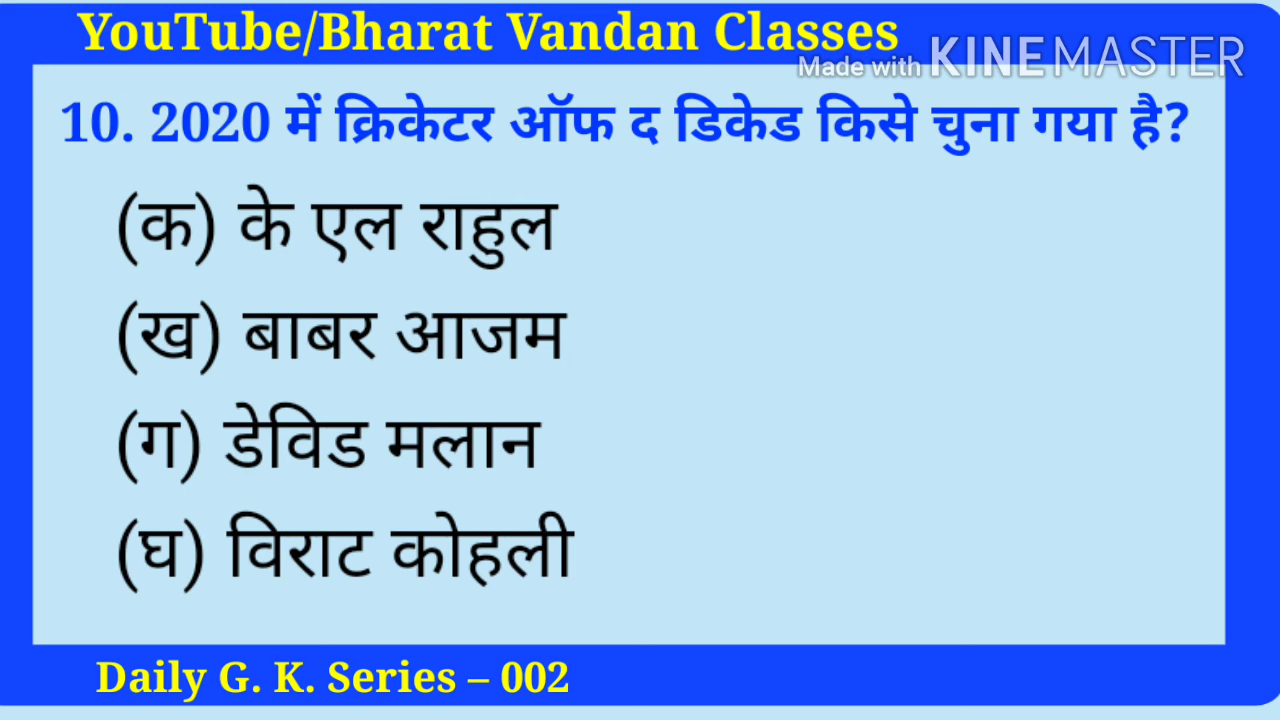 YouTube/Bharat Vandan Classes
Made with KINEMASTER
10. 2020 में क्रिकेटर ऑफ द डिकेड किसे चुना गया है?
(क) के एल राहुल
(ख) बाबर आजम
(ग) डेविड मलान
(घ) विराट कोहली
Daily G. K. Series – 002